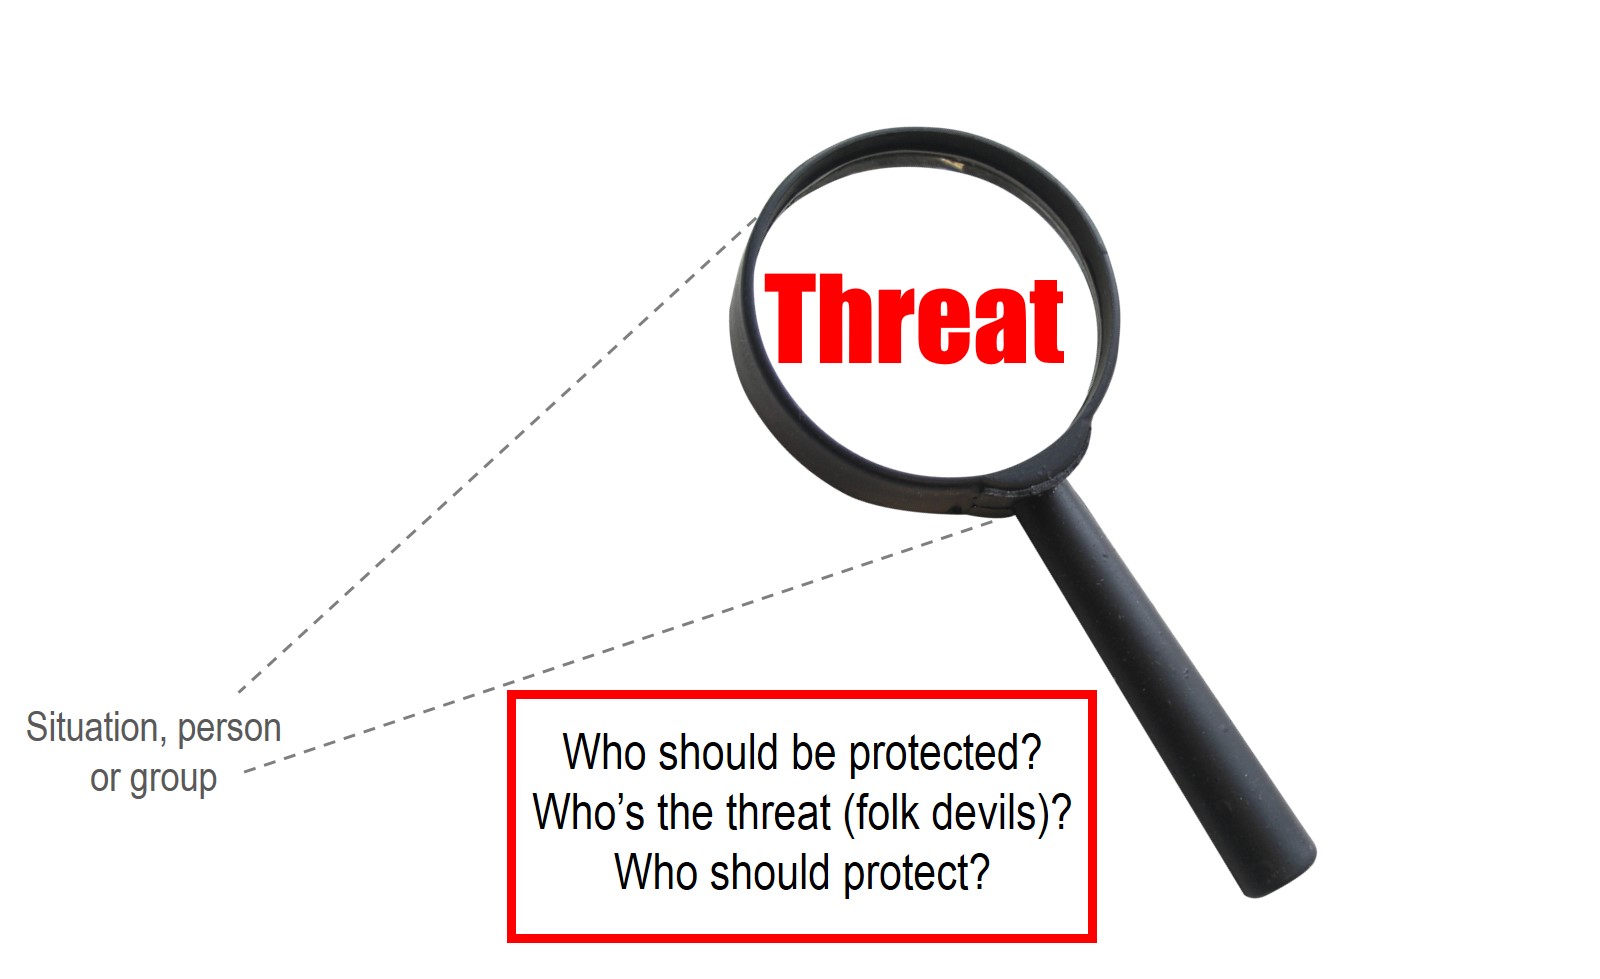 Threat
Situation, person
or group
Who should be protected?
Who’s the threat (folk devils)?
Who should protect?